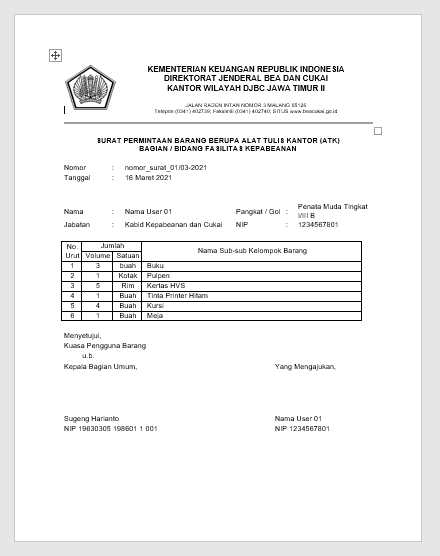 KEMENTERIAN KEUANGAN REPUBLIK INDONESIA
DIREKTORAT JENDERAL BEA DAN CUKAI
KANTOR WILAYAH DJBC JAWA TIMUR II
JALAN RADEN INTAN NOMOR 3 MALANG 65126
Telepon (0341) 402739; Faksimili (0341) 402740; SITUS www.beacukai.go.id
SURAT PERMINTAAN BARANG BERUPA ALAT TULIS KANTOR (ATK)
BAGIAN / BIDANG FASILITAS KEPABEANAN
Nomor : nomor_surat_01/03-2021
Tanggal : 16 Maret 2021
Nama : Nama User 01 Pangkat / Gol : Penata Muda Tingkat I/III B
Jabatan : Kabid Kepabeanan dan Cukai NIP : 1234567801
No. Urut Jumlah Volume Satuan Nama Sub-sub Kelompok Barang
1 3 buah Buku
2 1 Kotak Pulpen
3 5 Rim Kertas HVS
4 1 Buah Tinta Printer Hitam
5 4 Buah Kursi
6 1 Buah Meja
Menyetujui,
Kuasa Pengguna Barang
u.b.
Kepala Bagian Umum, Yang Mengajukan,
Sugeng Harianto Nama User 01
NIP 19630305 198601 1 001 NIP 1234567801